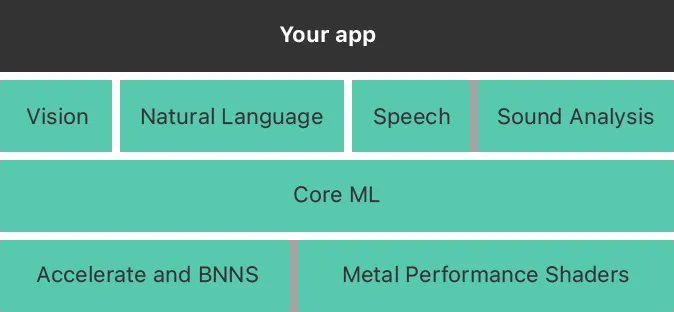 Your app
Vision
Natural Language
Speech
Sound Analysis
Core ML
Accelerate and BNNS
Metal Performance Shaders